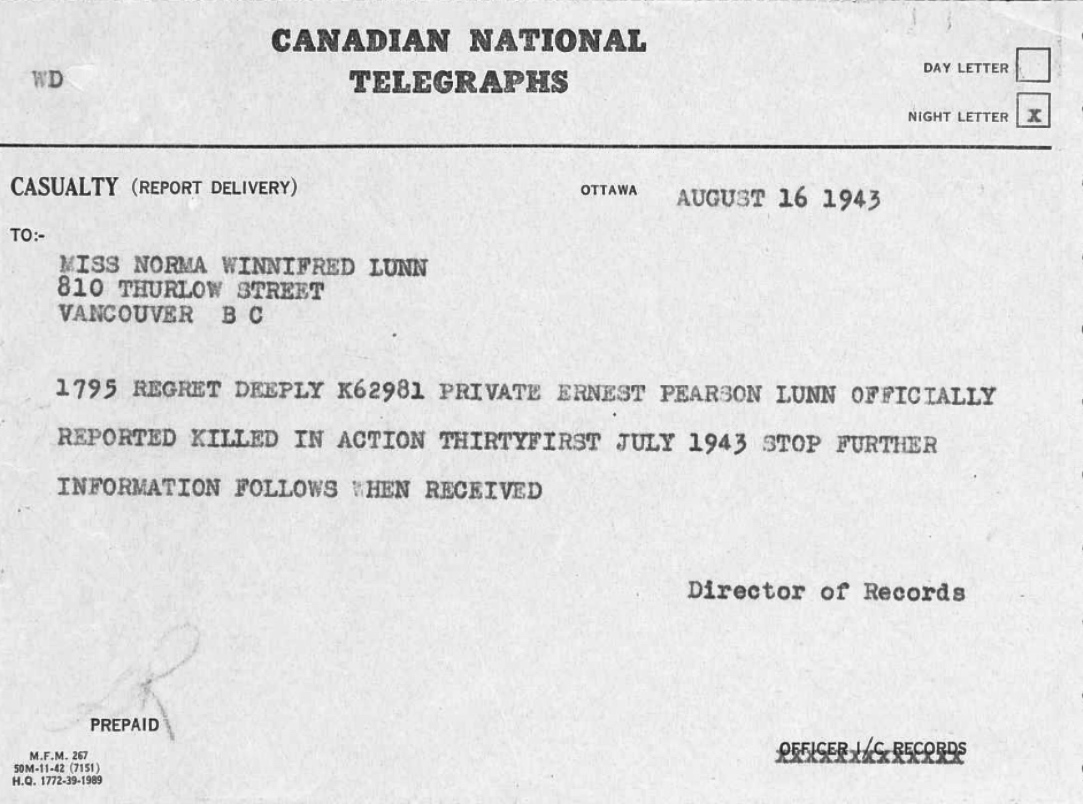 CANADIAN NATIONAL
TELEGRAPHS
WD
DAY LETTER
NIGHT LETTER X
CASUALTY (REPORT DELIVERY) OTTAWA AUGUST 16 1943
TO:-
MISS NORMA WINNIFRED LUNN
810 THURLOW STREET
VANCOUVER B C
1795 REGRET DEEPLY K62981 PRIVATE ERNEST PEARSON LUNN OFFICIALLY
REPORTED KILLED IN ACTION THIRTYFIRST JULY 1943 STOP FURTHER
INFORMATION FOLLOWS WHEN RECEIVED
Director of Records
PREPAID
OFFICER I/C RECORDS
M.F.M. 267
50M-11-42 (7151)
H.Q. 1772-39-1989